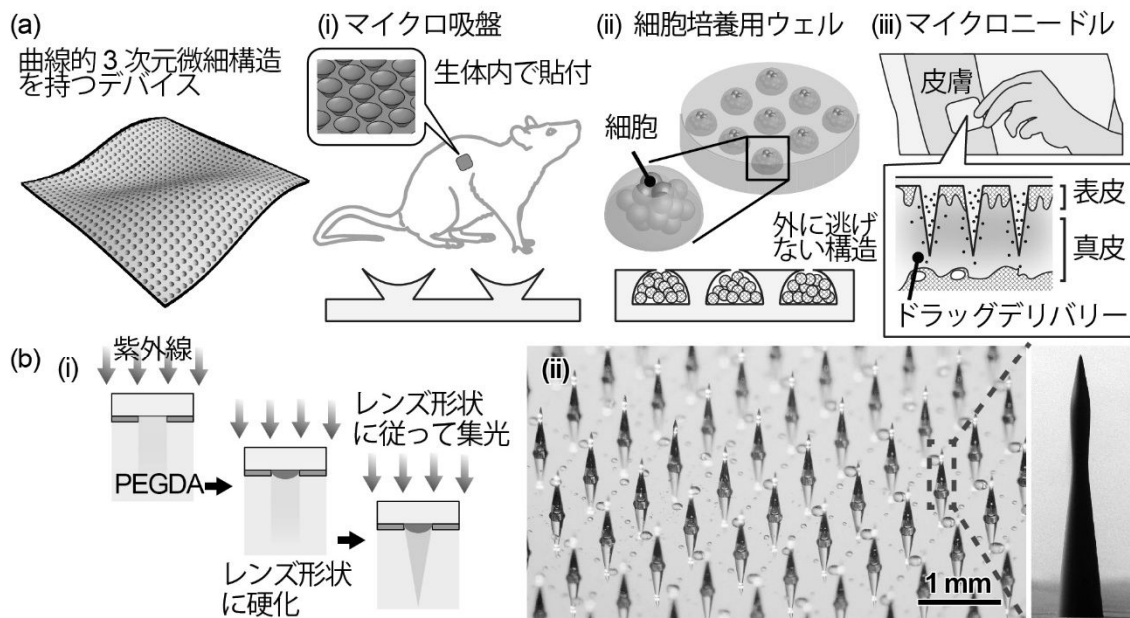 (a)
曲線的 3 次元微細構造
を持つデバイス
(i) マイクロ吸盤
生体内で貼付
(ii) 細胞培養用ウェル
細胞
外に逃げ
ない構造
(iii) マイクロニードル
皮膚
表皮
真皮
ドラッグデリバリー
(b)
(i)
紫外線
PEGDA
レンズ形状
に硬化
レンズ形状
に従って集光
(ii)
1 mm